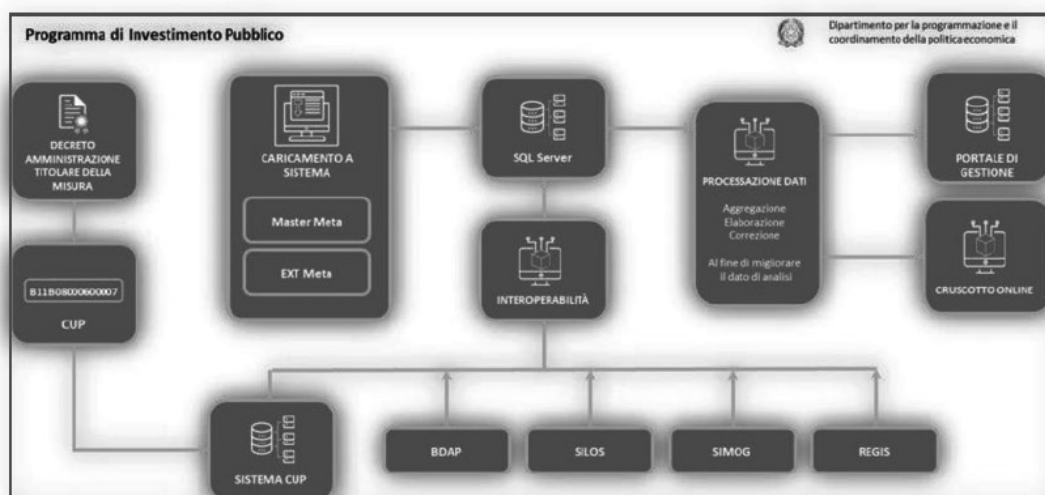 Programma di Investimento Pubblico
Dipartimento per la programmazione e il
coordinamento della politica economica
DECRETO
AMMINISTRAZIONE
TITOLARE DELLA
MISURA
B11B08000600007
CUP
CARICAMENTO A
SISTEMA
Master Meta
EXT Meta
SQL Server
INTEROPERABILITÀ
PROCESSAZIONE DATI
Aggregazione
Elaborazione
Correzione
Al fine di migliorare
il dato di analisi
PORTALE DI
GESTIONE
CRUSCOTTO ONLINE
SISTEMA CUP
BDAP
SILOS
SIMOG
REGIS